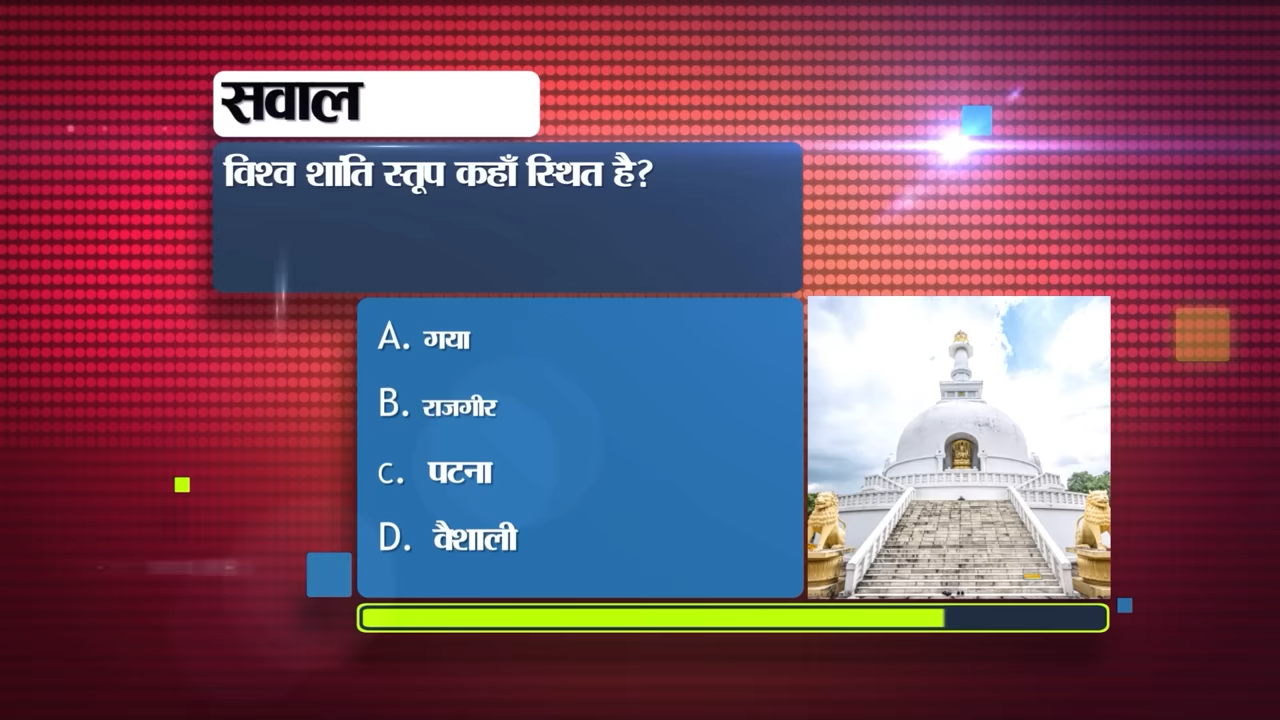 सवाल
विश्व शांति स्तूप कहाँ स्थित है?
A. गया
B. राजगीर
C. पटना
D. वैशाली